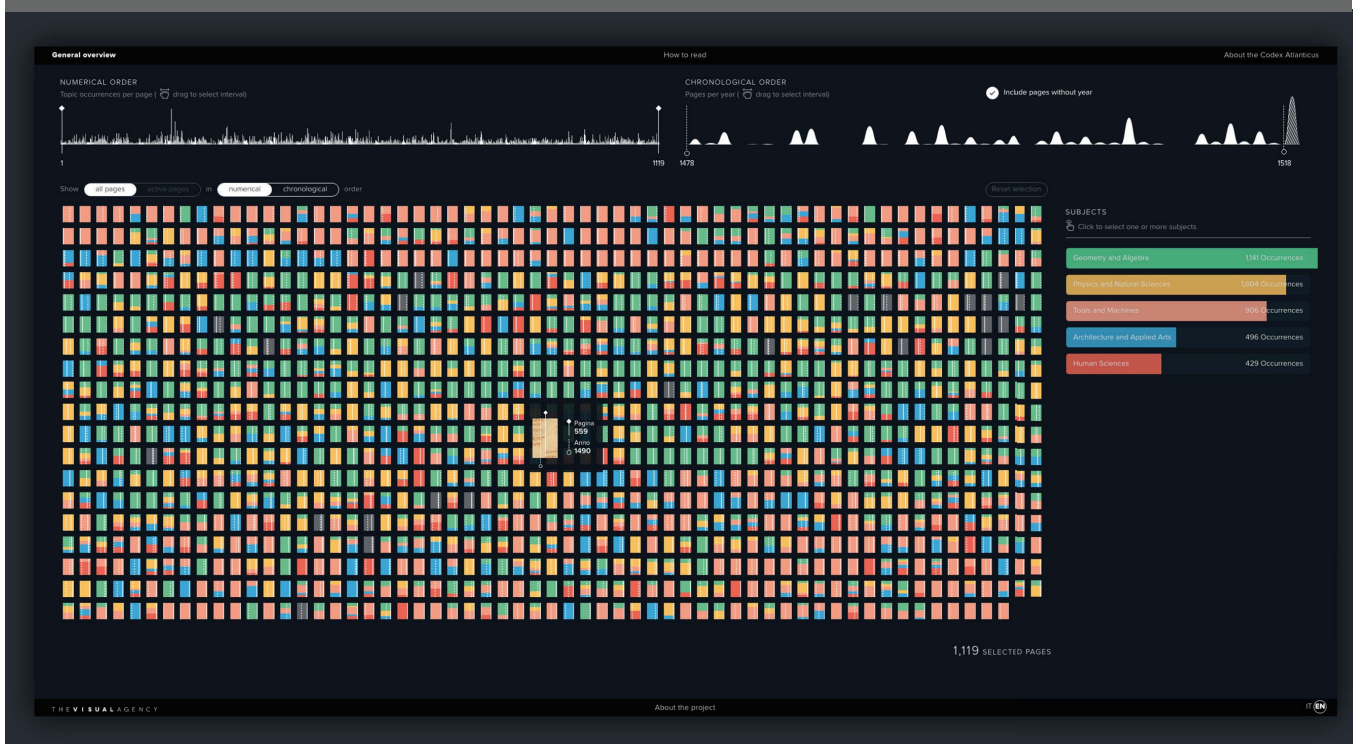 General overview
How to read
About the Codex Atlanticus
NUMERICAL ORDER
Topic occurrences per page ( drag to select interval)
CHRONOLOGICAL ORDER
Pages per year ( drag to select interval)
Include pages without year
1
1119
1478
1518
Show all pages active pages in numerical chronological order
Reset selection
SUBJECTS
Click to select one or more subjects
Geometry and Algebra 1,141 Occurrences
Physics and Natural Sciences 1,004 Occurrences
Tools and Machines 906 Occurrences
Architecture and Applied Arts 496 Occurrences
Human Sciences 429 Occurrences
Pagina
559
Anno
1490
1,119 SELECTED PAGES
THEVISUALAGENCY
About the project
IT EN